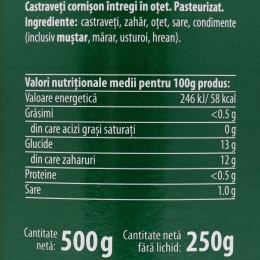 Castraveți cornișon întregi în oțet. Pasteurizat.
Ingrediente: castraveți, zahăr, oțet, sare, condimente
(inclusiv muștar, mărar, usturoi, hrean).
Valori nutriționale medii pentru 100g produs:
Valoare energetică 246 kJ/ 58 kcal
Grăsimi <0.5 g
din care acizi grași saturați 0 g
Glucide 13 g
din care zaharuri 12 g
Proteine <0.5 g
Sare 1.0 g
Cantitate netă: 500 g Cantitate netă fără lichid: 250g